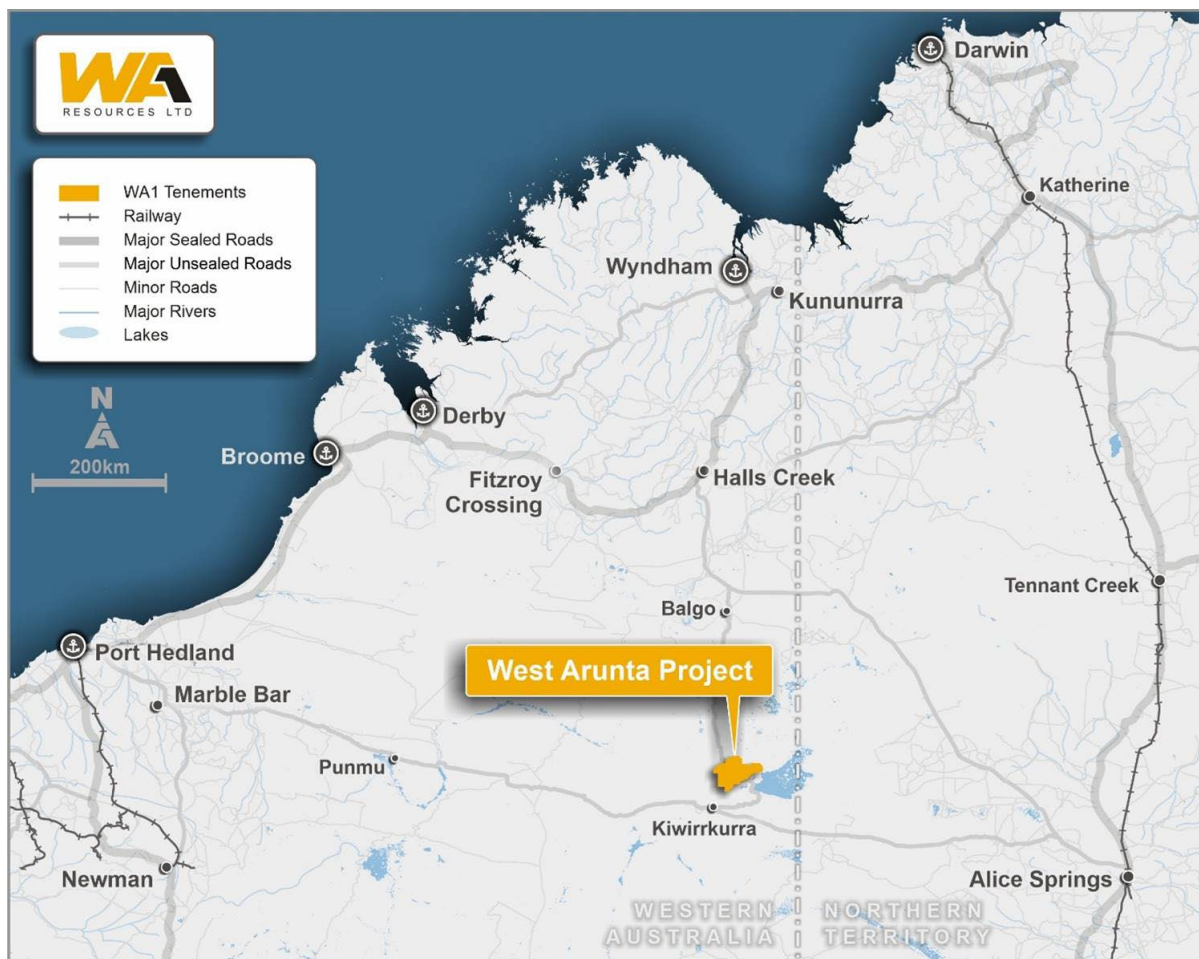 WA1
RESOURCES LTD
WA1 Tenements
Railway
Major Sealed Roads
Major Unsealed Roads
Minor Roads
Major Rivers
Lakes
N
200km
Darwin
Katherine
Wyndham
Kununurra
Derby
Broome
Fitzroy
Crossing
Halls Creek
Tennant Creek
Balgo
Port Hedland
West Arunta Project
Marble Bar
Punmu
Kiwirrkurra
Newman
Alice Springs
WESTERN
AUSTRALIA
NORTHERN
TERRITORY